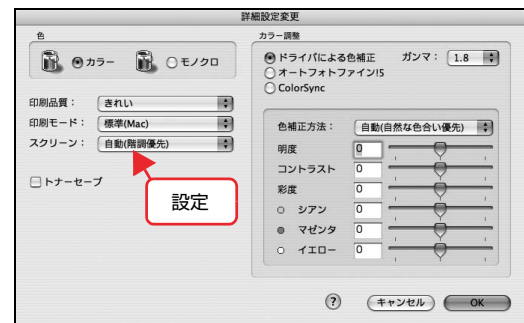 詳細設定変更
色
カラー
モノクロ
印刷品質：
きれい
印刷モード：
標準(Mac)
スクリーン：
自動(階調優先)
トナーセーブ
設定
カラー調整
ドライバによる色補正
ガンマ：
1.8
オートフォトファイン!5
ColorSync
色補正方法：
自動(自然な色合い優先)
明度
0
コントラスト
0
彩度
0
シアン
0
マゼンタ
0
イエロー
0
?
キャンセル
OK